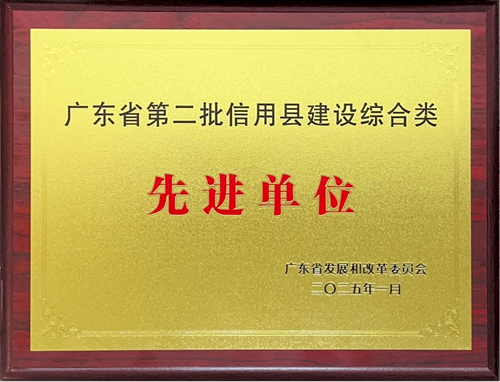 广东省第二批信用县建设综合类
先进单位
广东省发展和改革委员会
二〇二五年一月